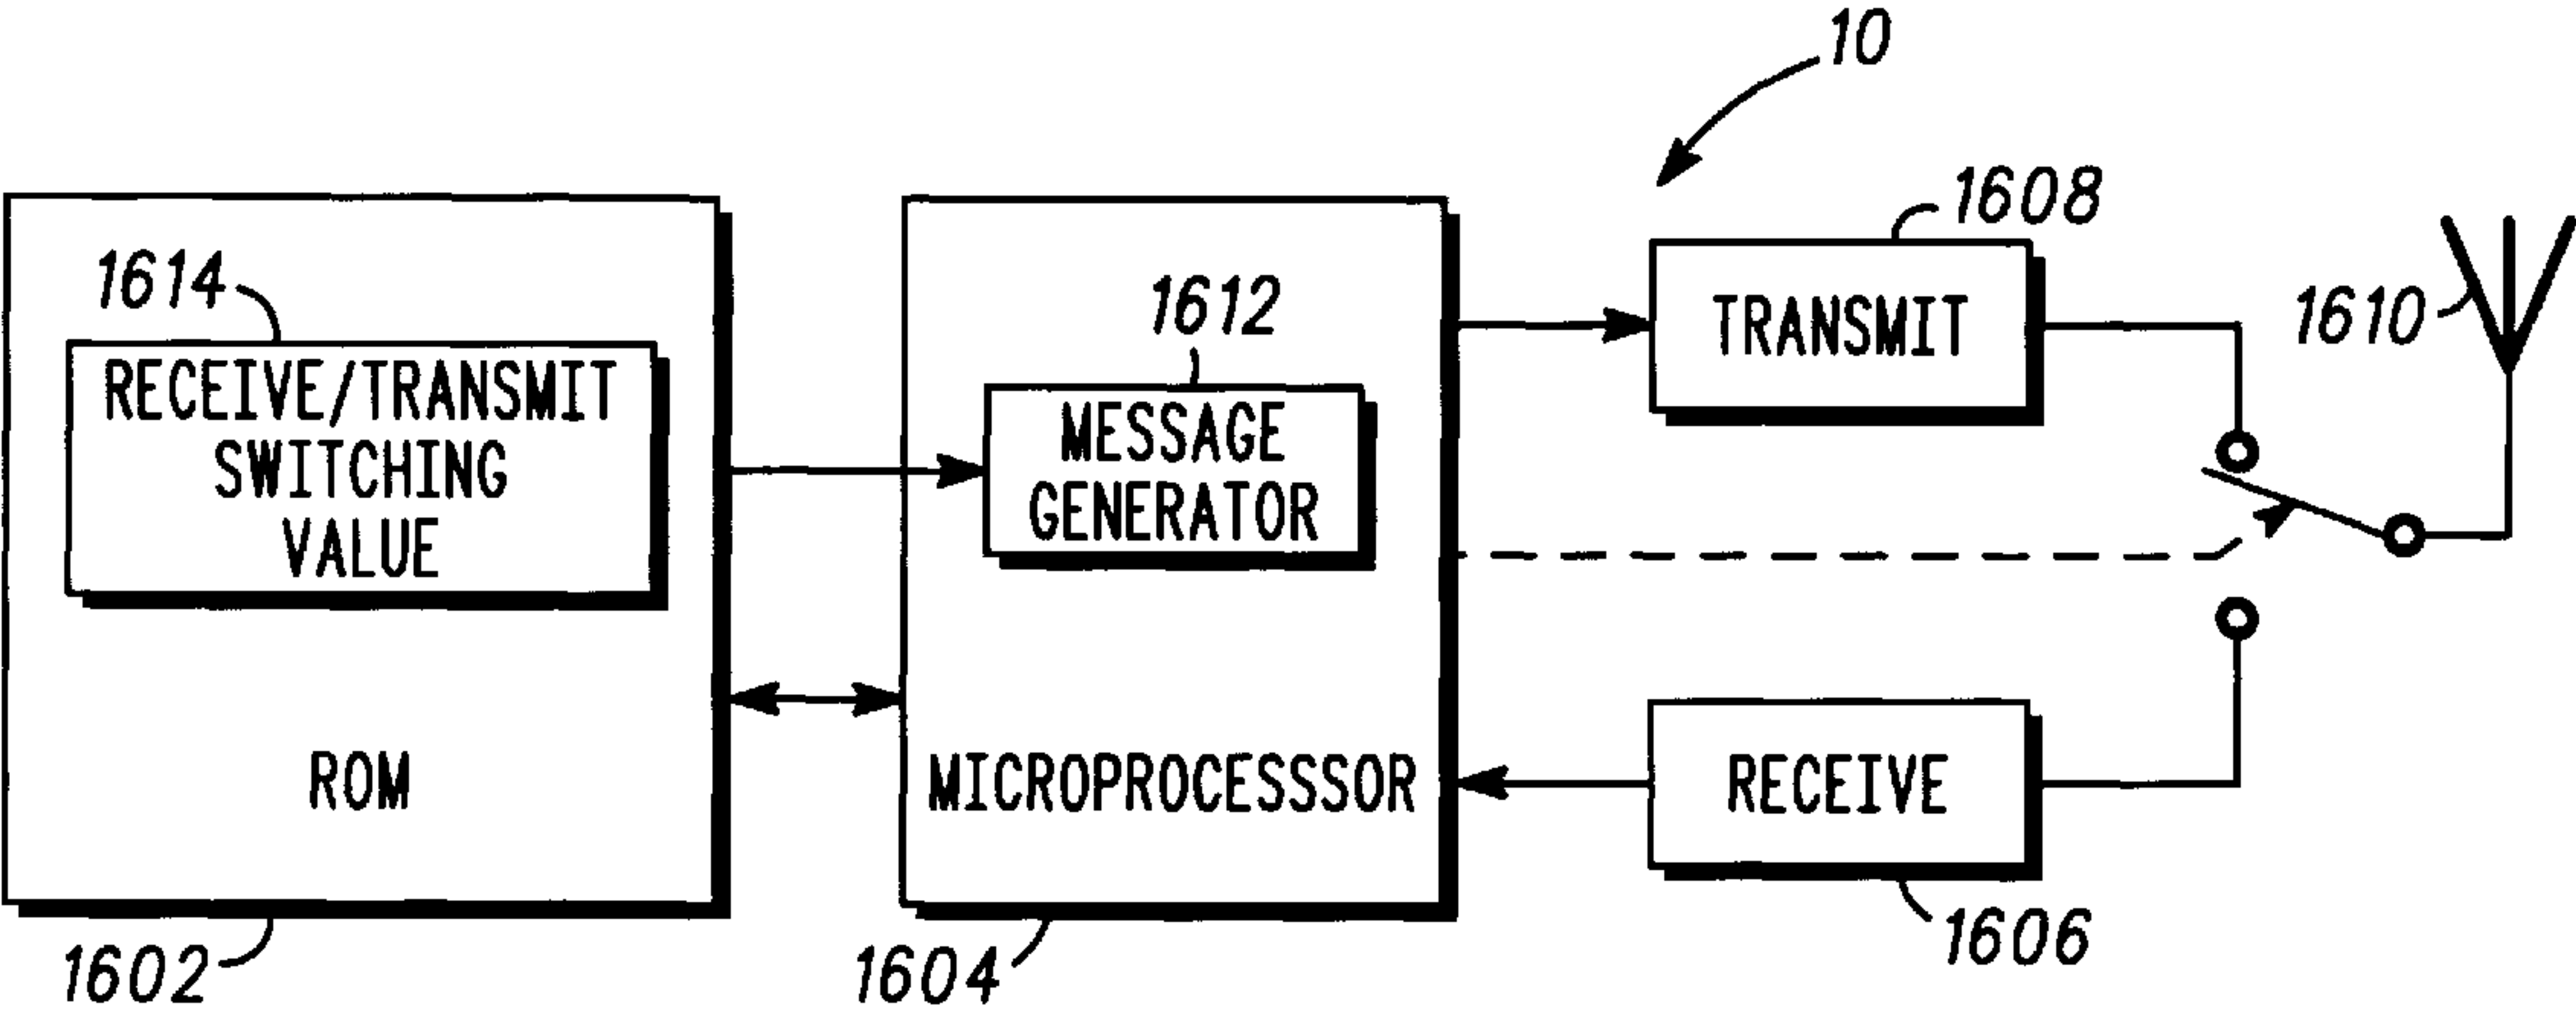 10
1608
1614
1612
1610
RECEIVE/TRANSMIT
SWITCHING
VALUE
MESSAGE
GENERATOR
TRANSMIT
ROM
MICROPROCESSSOR
RECEIVE
1602
1604
1606